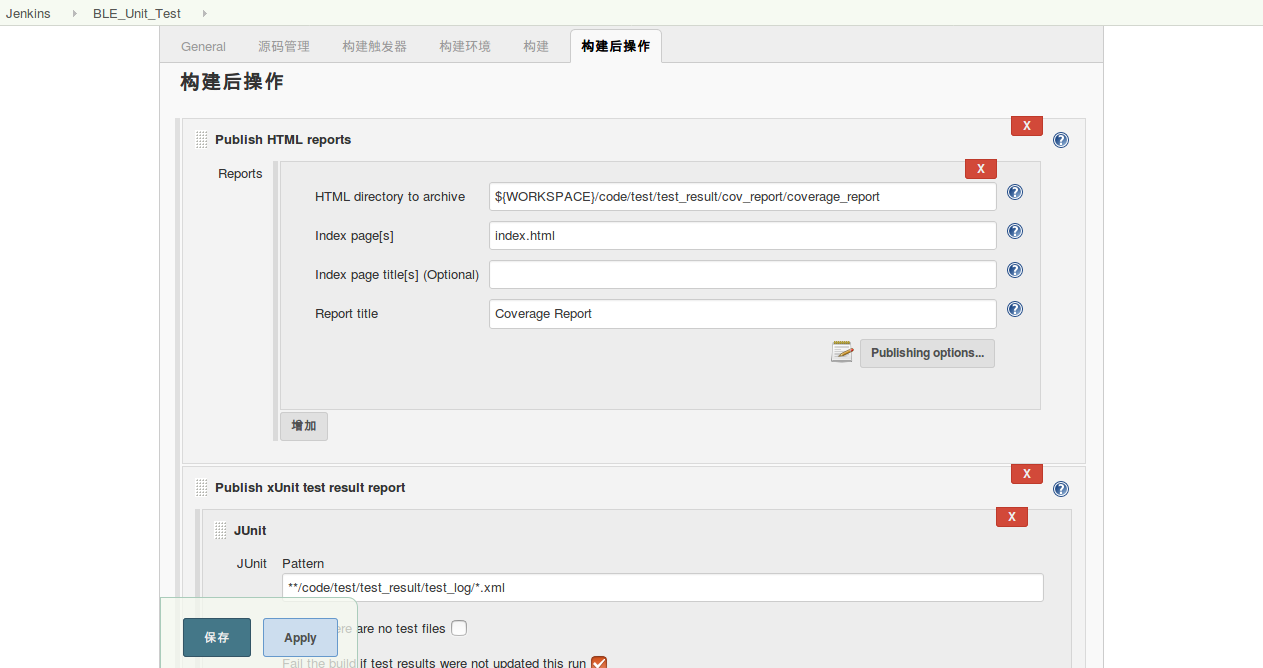 Jenkins BLE_Unit_Test
General 源码管理 构建触发器 构建环境 构建 构建后操作
构建后操作
X
Publish HTML reports
Reports
X
HTML directory to archive ${WORKSPACE}/code/test/test_result/cov_report/coverage_report
Index page[s] index.html
Index page title[s] (Optional)
Report title Coverage Report
Publishing options...
增加
X
Publish xUnit test result report
X
JUnit
JUnit Pattern
**/code/test/test_result/test_log/*.xml
are no test files
保存 Apply
Fail the build if test results were not updated this run